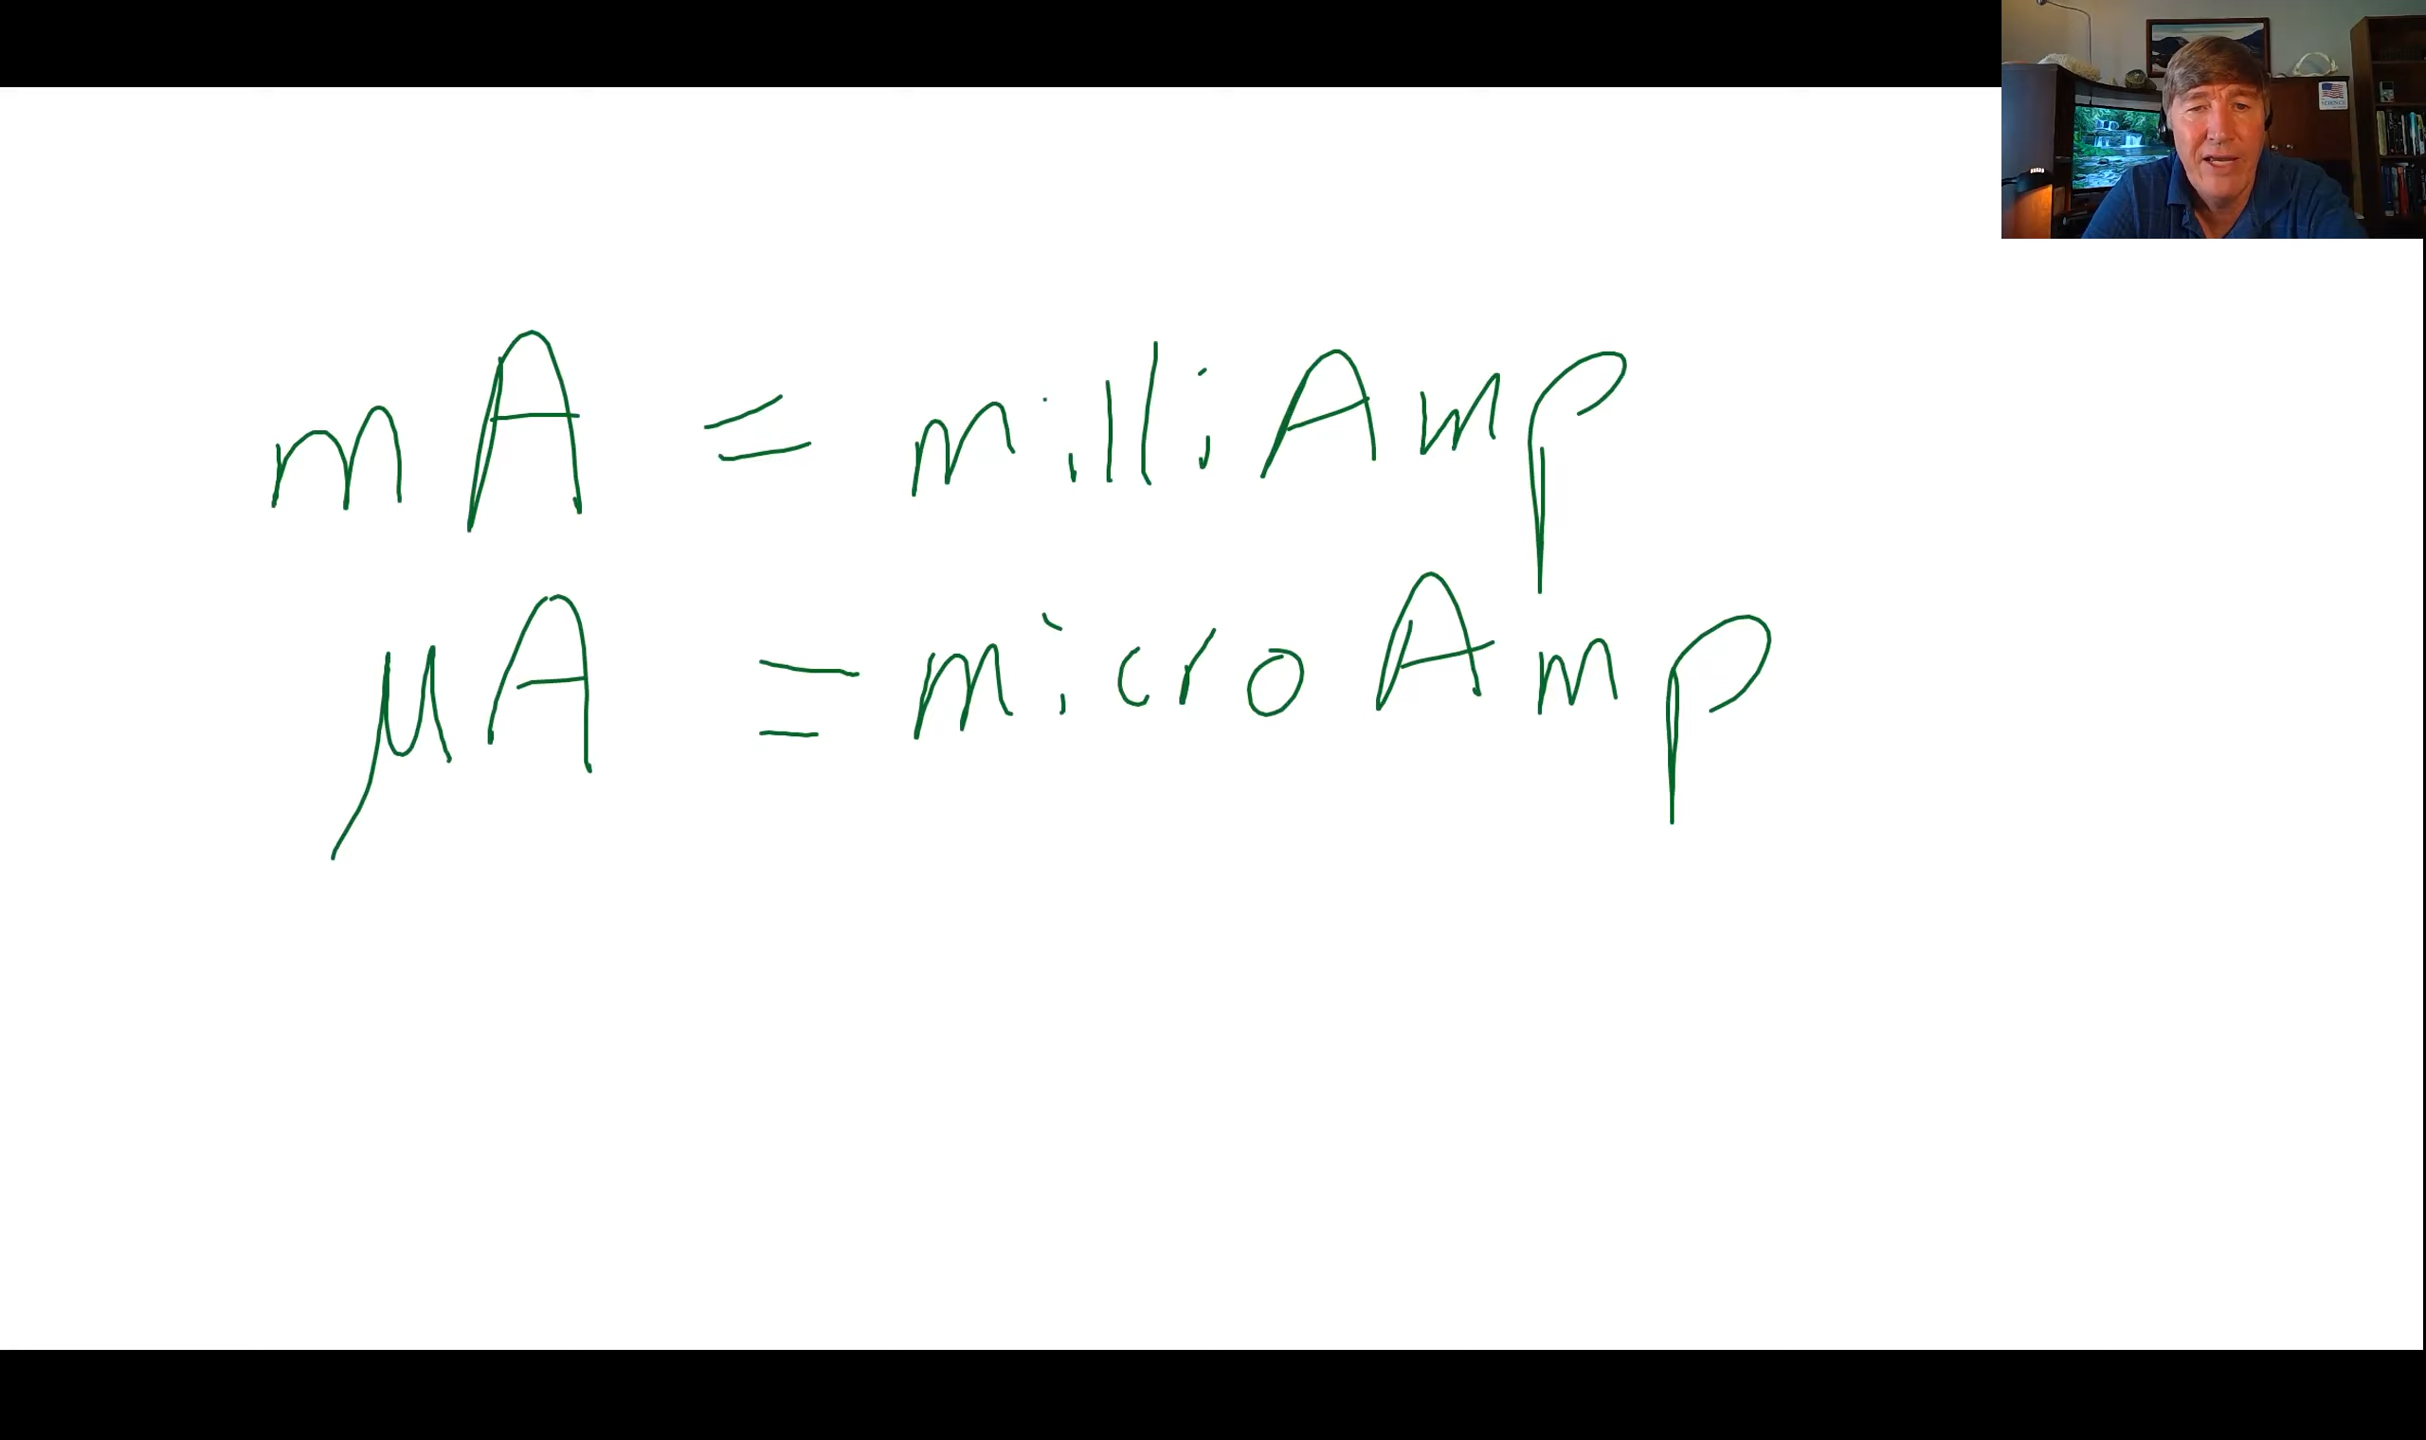 mA = milliAmp
μA = microAmp